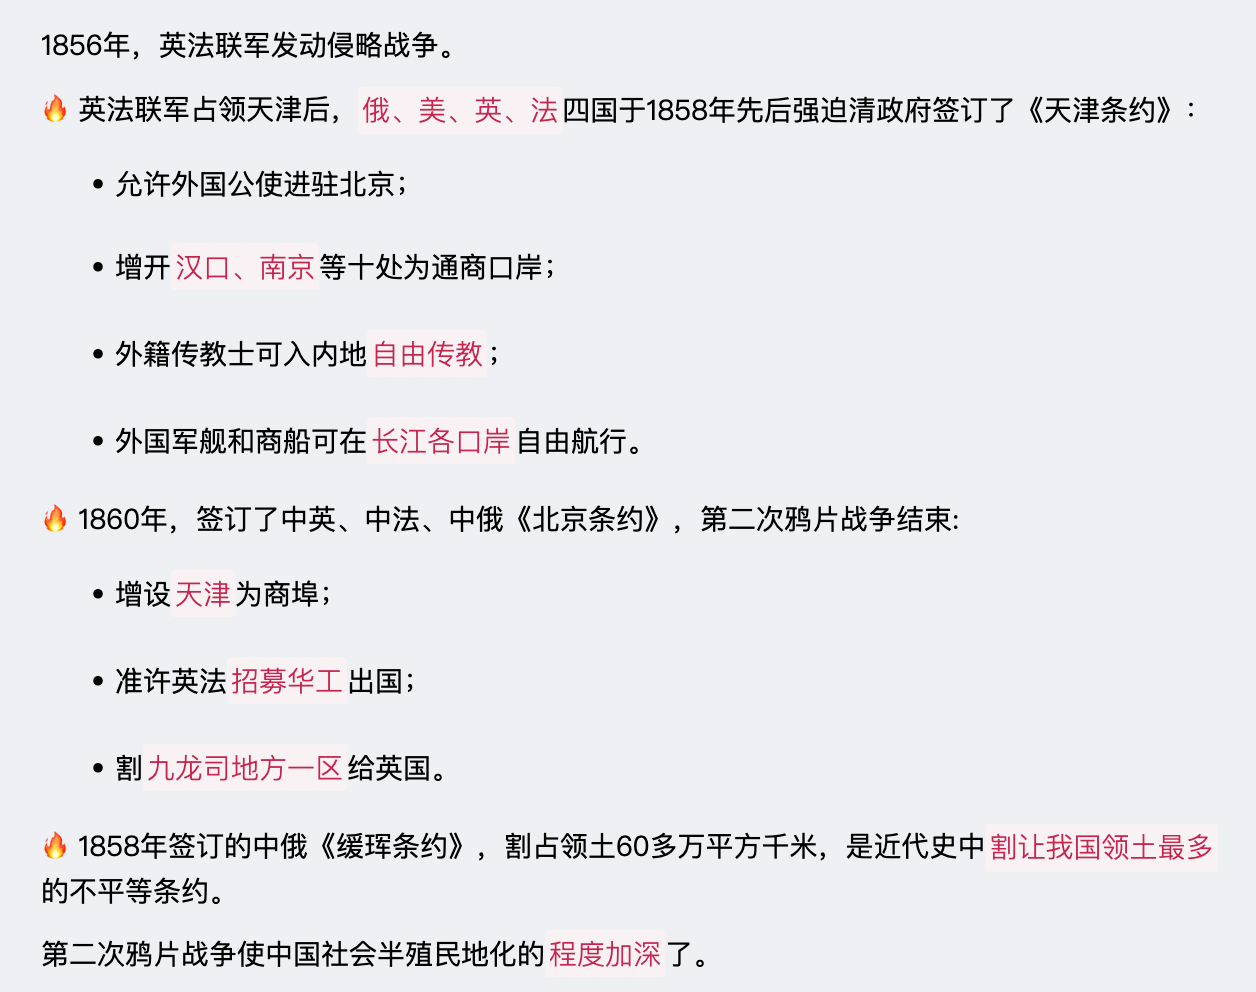 1856年，英法联军发动侵略战争。
🔥 英法联军占领天津后，俄、美、英、法四国于1858年先后强迫清政府签订了《天津条约》：
• 允许外国公使进驻北京；
• 增开汉口、南京等十处为通商口岸；
• 外籍传教士可入内地自由传教；
• 外国军舰和商船可在长江各口岸自由航行。
🔥 1860年，签订了中英、中法、中俄《北京条约》，第二次鸦片战争结束:
• 增设天津为商埠；
• 准许英法招募华工出国；
• 割九龙司地方一区给英国。
🔥 1858年签订的中俄《缓珲条约》，割占领土60多万平方千米，是近代史中割让我国领土最多
的不平等条约。
第二次鸦片战争使中国社会半殖民地化的程度加深了。